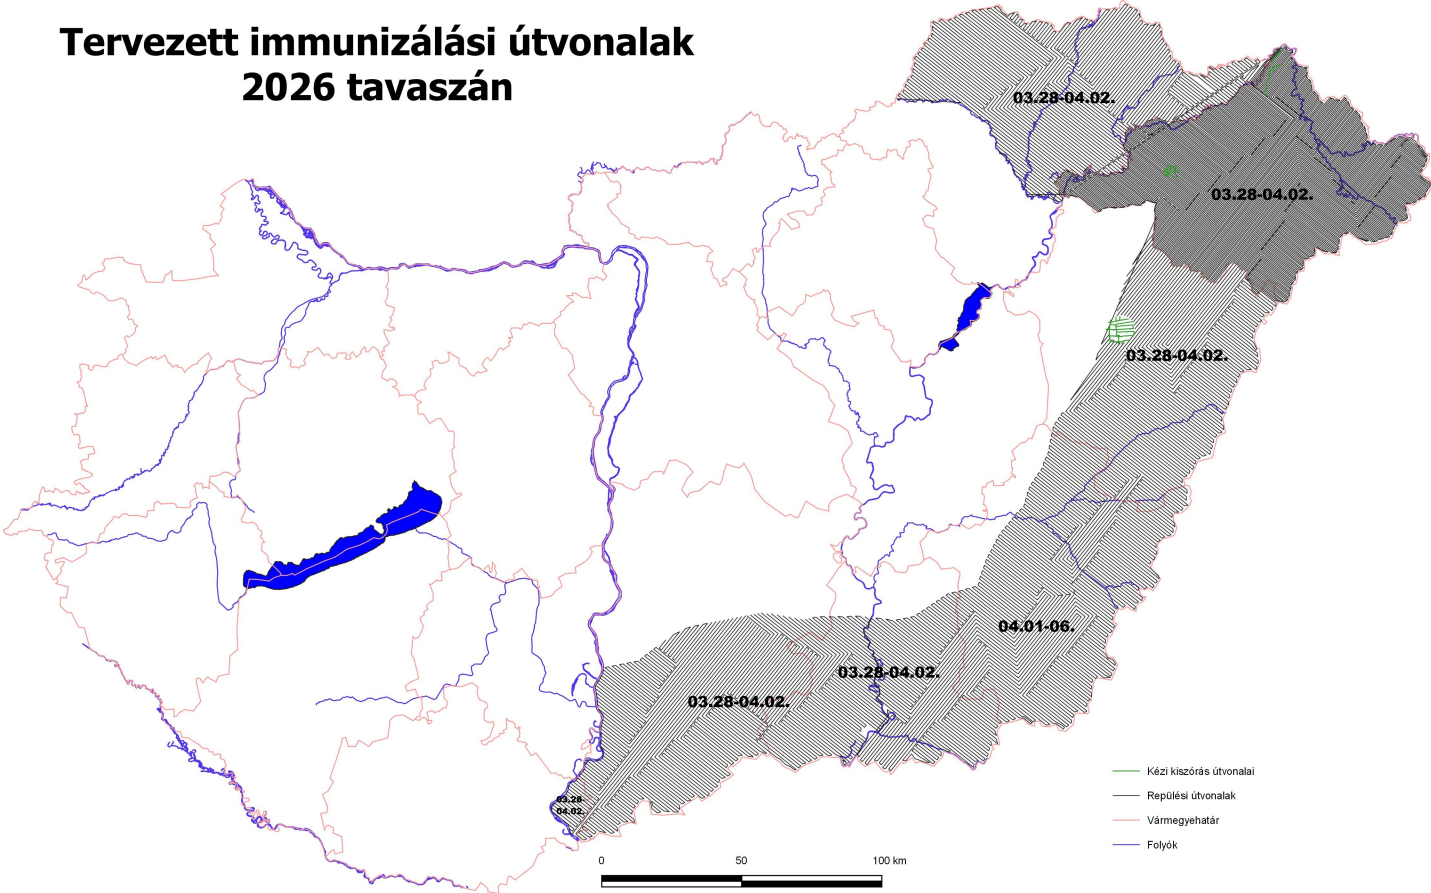 Tervezett immunizálási útvonalak
2026 tavaszán
03.28-04.02.
03.28-04.02.
03.28-04.02.
04.01-06.
03.28-04.02.
03.28-04.02.
03.28-
04.02.
Kézi kiszórás útvonalai
Repülési útvonalak
Vármegyehatár
Folyók
0 50 100 km